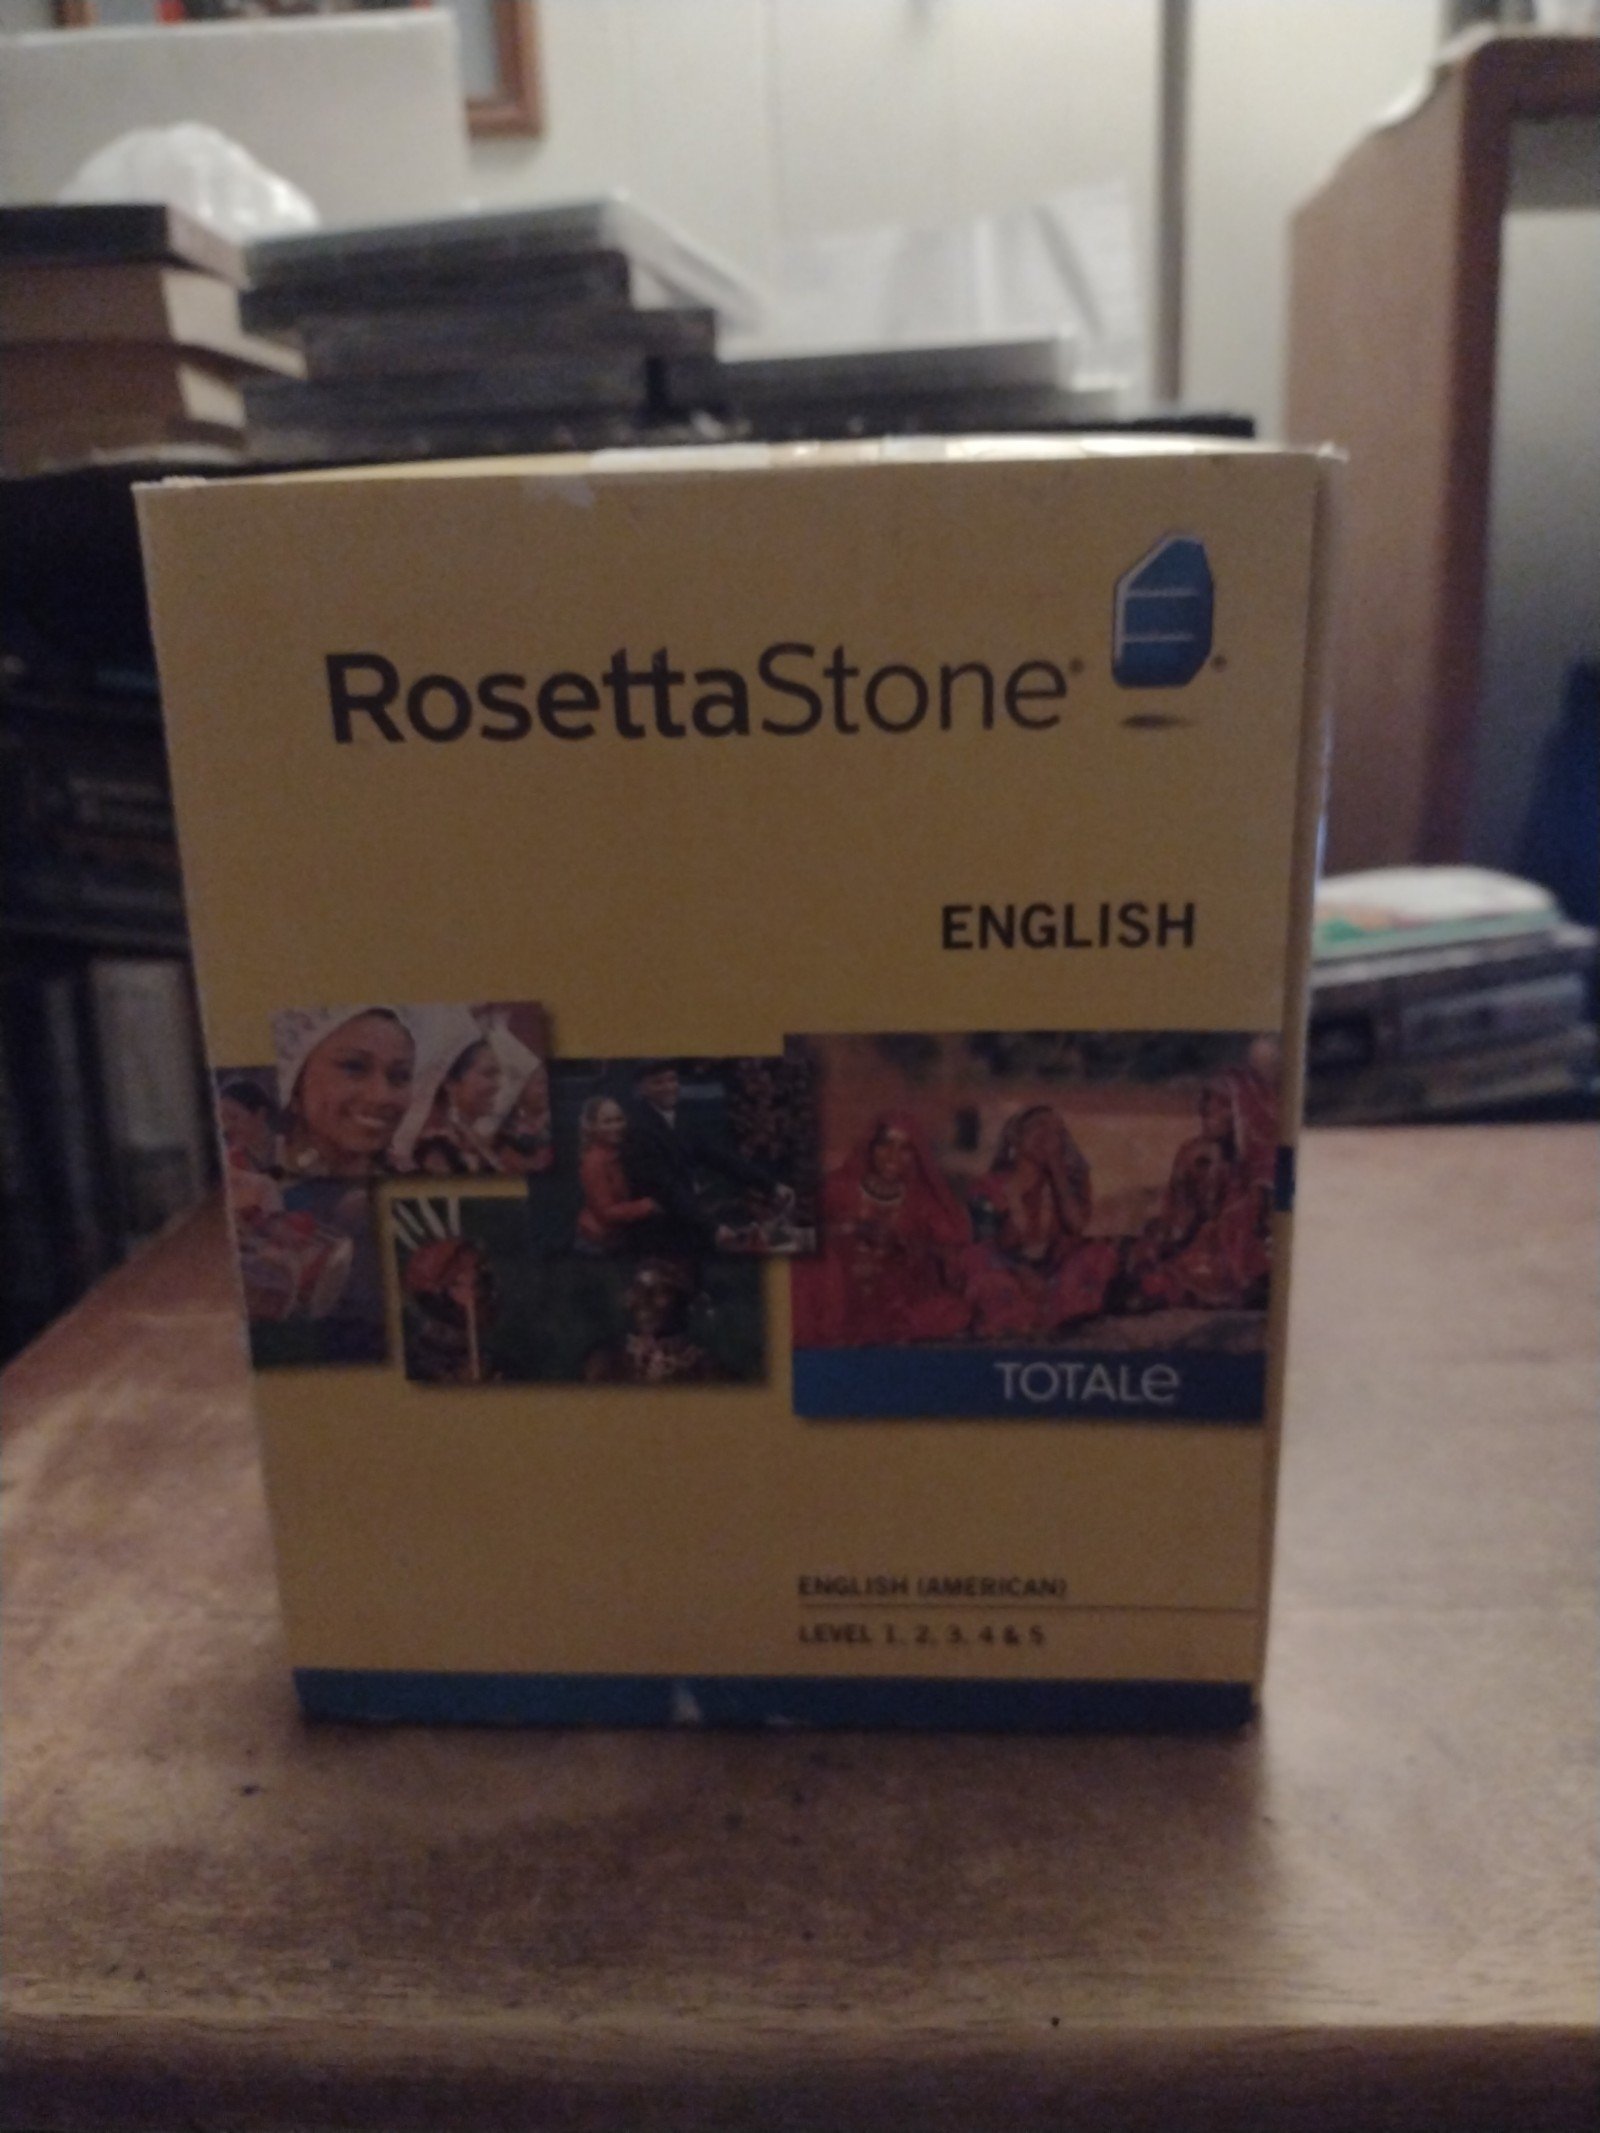 RosettaStone®
ENGLISH
TOTALe
ENGLISH (AMERICAN)
LEVEL 1, 2, 3, 4 & 5